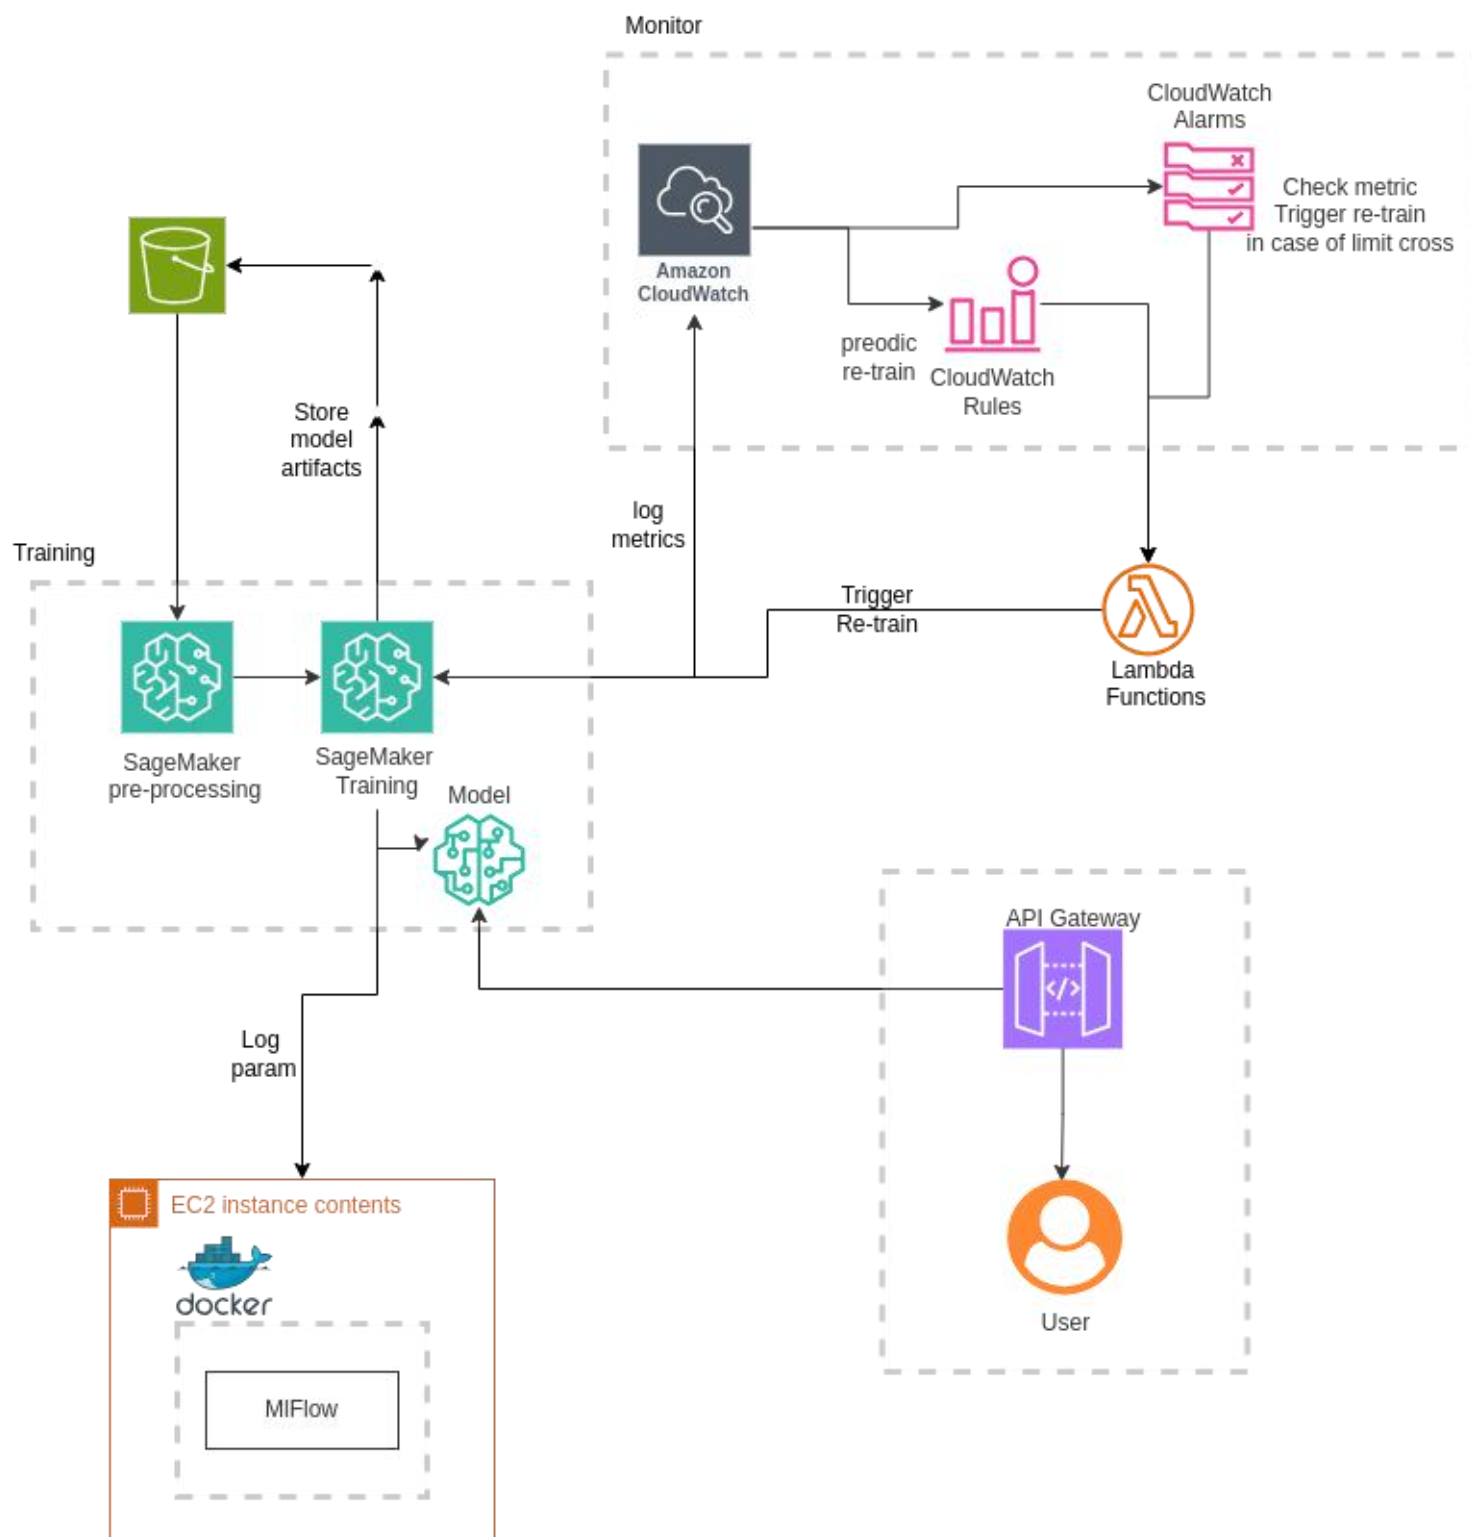 Monitor
CloudWatch
Alarms
Check metric
Trigger re-train
in case of limit cross
Amazon
CloudWatch
preodic
re-train
CloudWatch
Rules
Store
model
artifacts
log
metrics
Training
Trigger
Re-train
Lambda
Functions
SageMaker
pre-processing
SageMaker
Training
Model
API Gateway
</>
Log
param
EC2 instance contents
docker
User
MlFlow